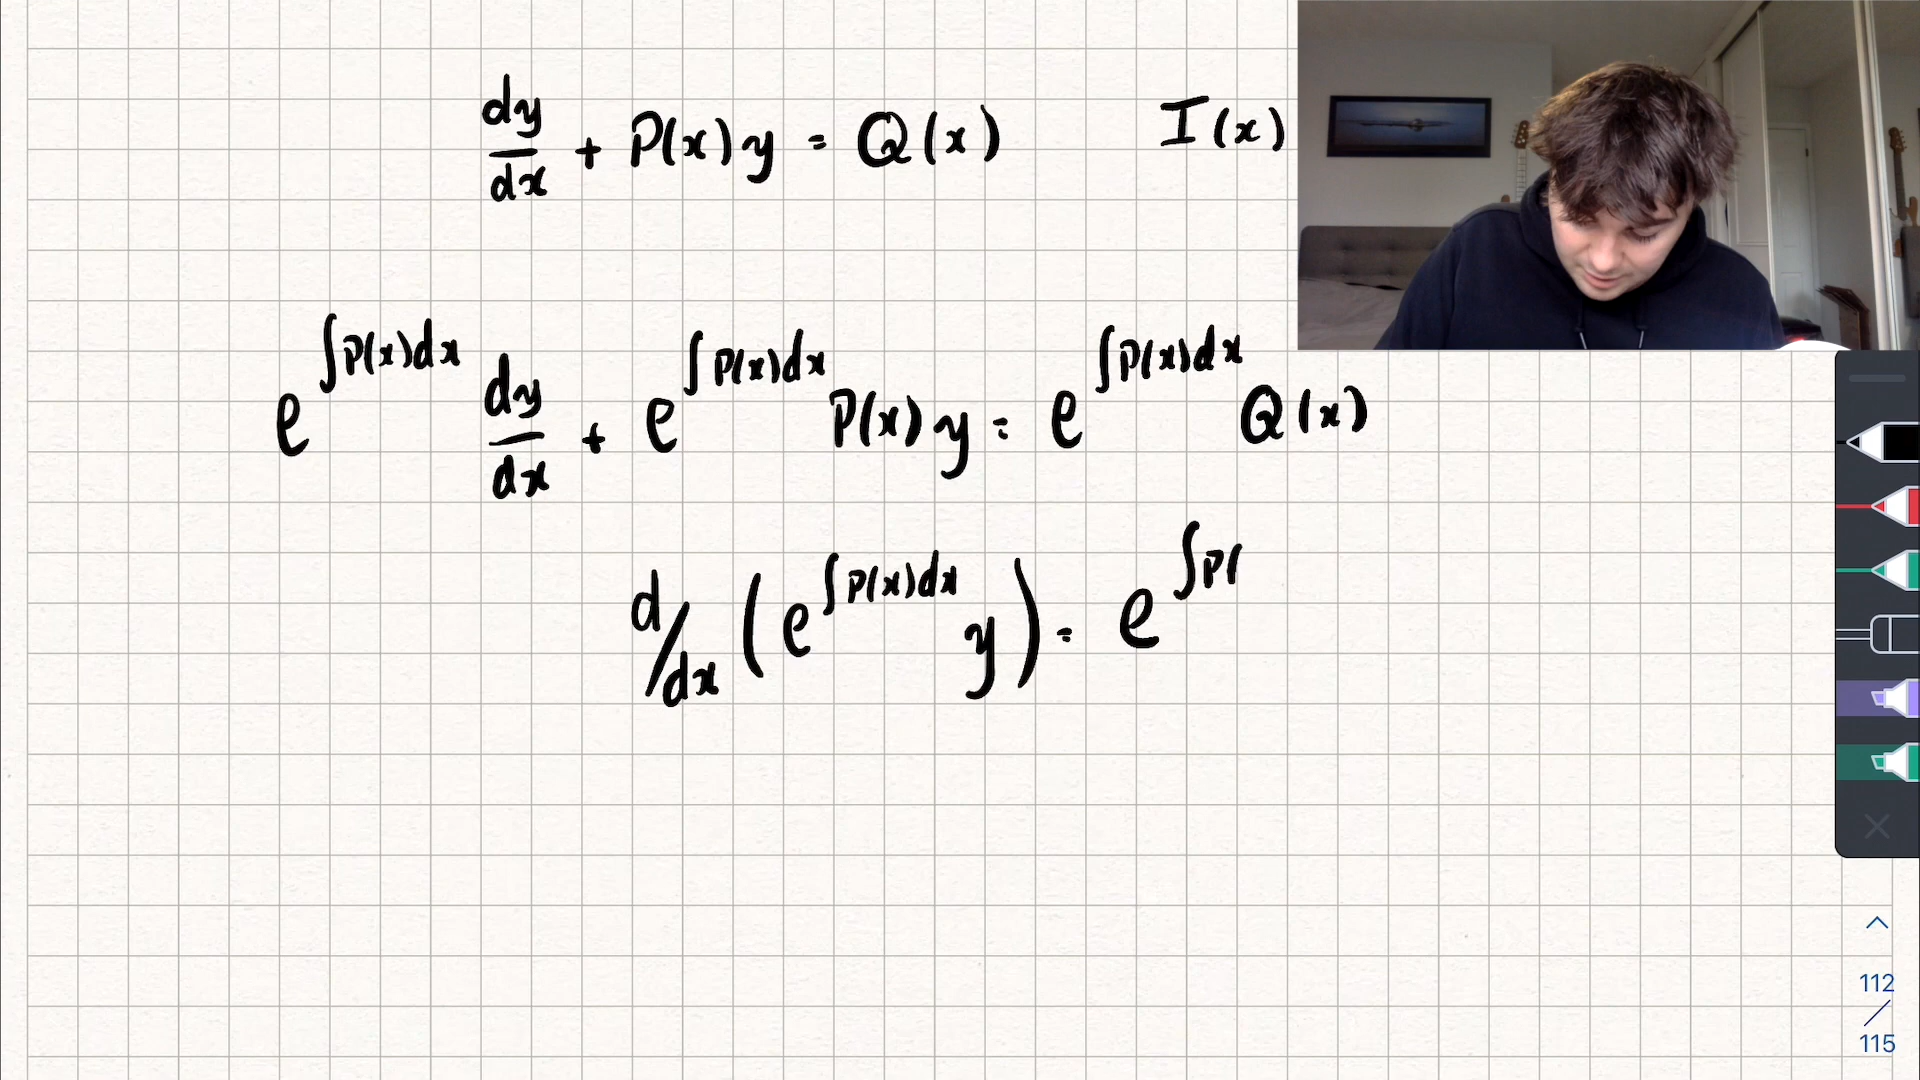 dy/dx + P(x)y = Q(x) I(x)
e^∫P(x)dx dy/dx + e^∫P(x)dx P(x)y = e^∫P(x)dx Q(x)
d/dx (e^∫P(x)dx y) = e^∫P(
112
/
115